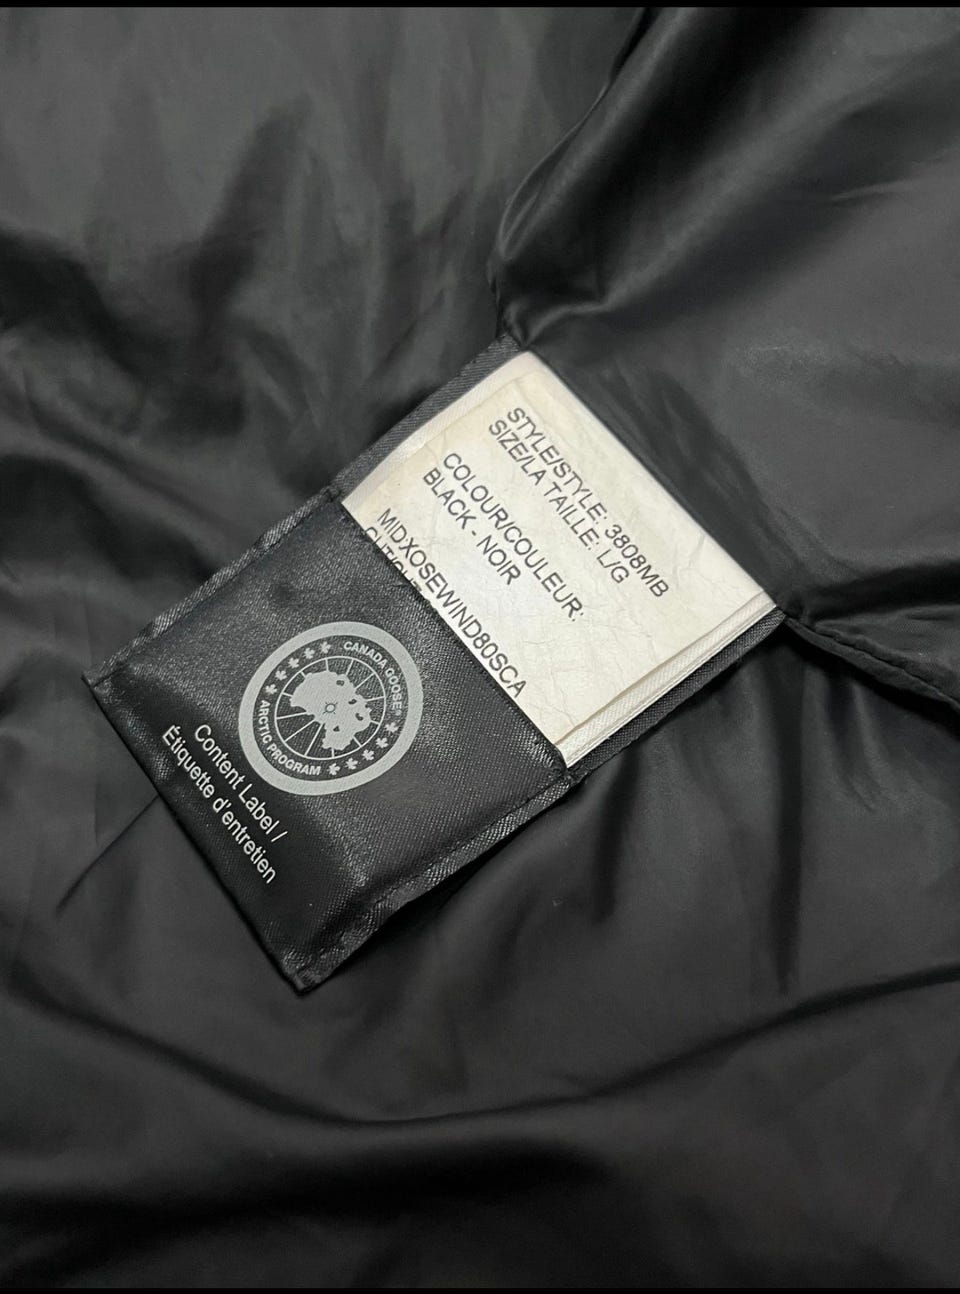 STYLE/STYLE: 3808MB
SIZE/LA TAILLE: L/G
COLOUR/COULEUR:
BLACK - NOIR
MIDXOSEWIND80SCA
CANADA GOOSE
ARCTIC PROGRAM
Content Label /
Étiquette d'entretien